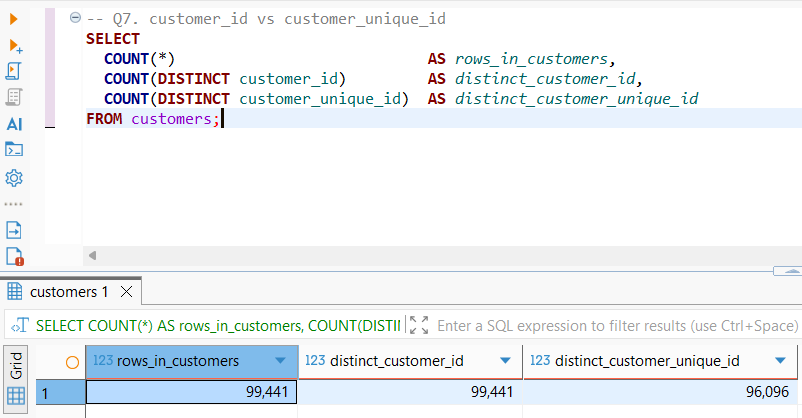 -- Q7. customer_id vs customer_unique_id
SELECT
COUNT(*) AS rows_in_customers,
COUNT(DISTINCT customer_id) AS distinct_customer_id,
COUNT(DISTINCT customer_unique_id) AS distinct_customer_unique_id
FROM customers;
AI
customers 1
SELECT COUNT(*) AS rows_in_customers, COUNT(DISTII
Enter a SQL expression to filter results (use Ctrl+Space)
Grid
123 rows_in_customers 123 distinct_customer_id 123 distinct_customer_unique_id
1 99,441 99,441 96,096